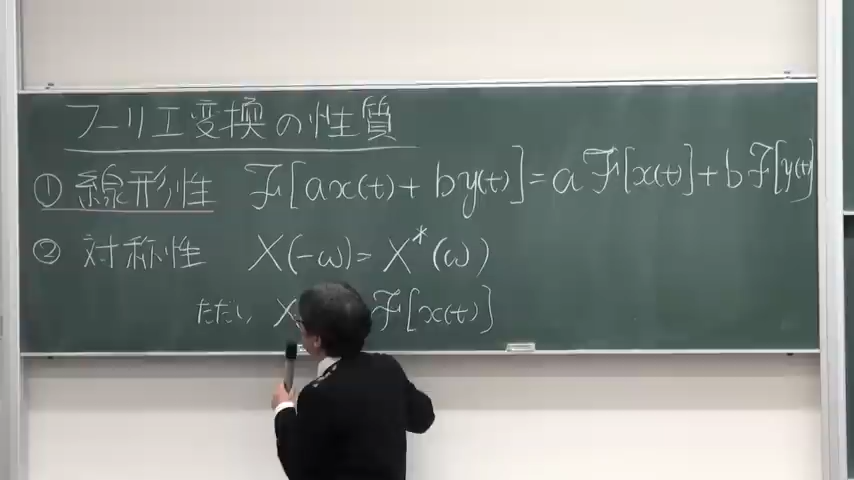 フーリエ変換の性質
① 線形性 ℱ[ax(t)+by(t)]=aℱ[x(t)]+bℱ[y(t)]
② 対称性 X(-ω)=X*(ω)
ただし X ℱ[x(t)]